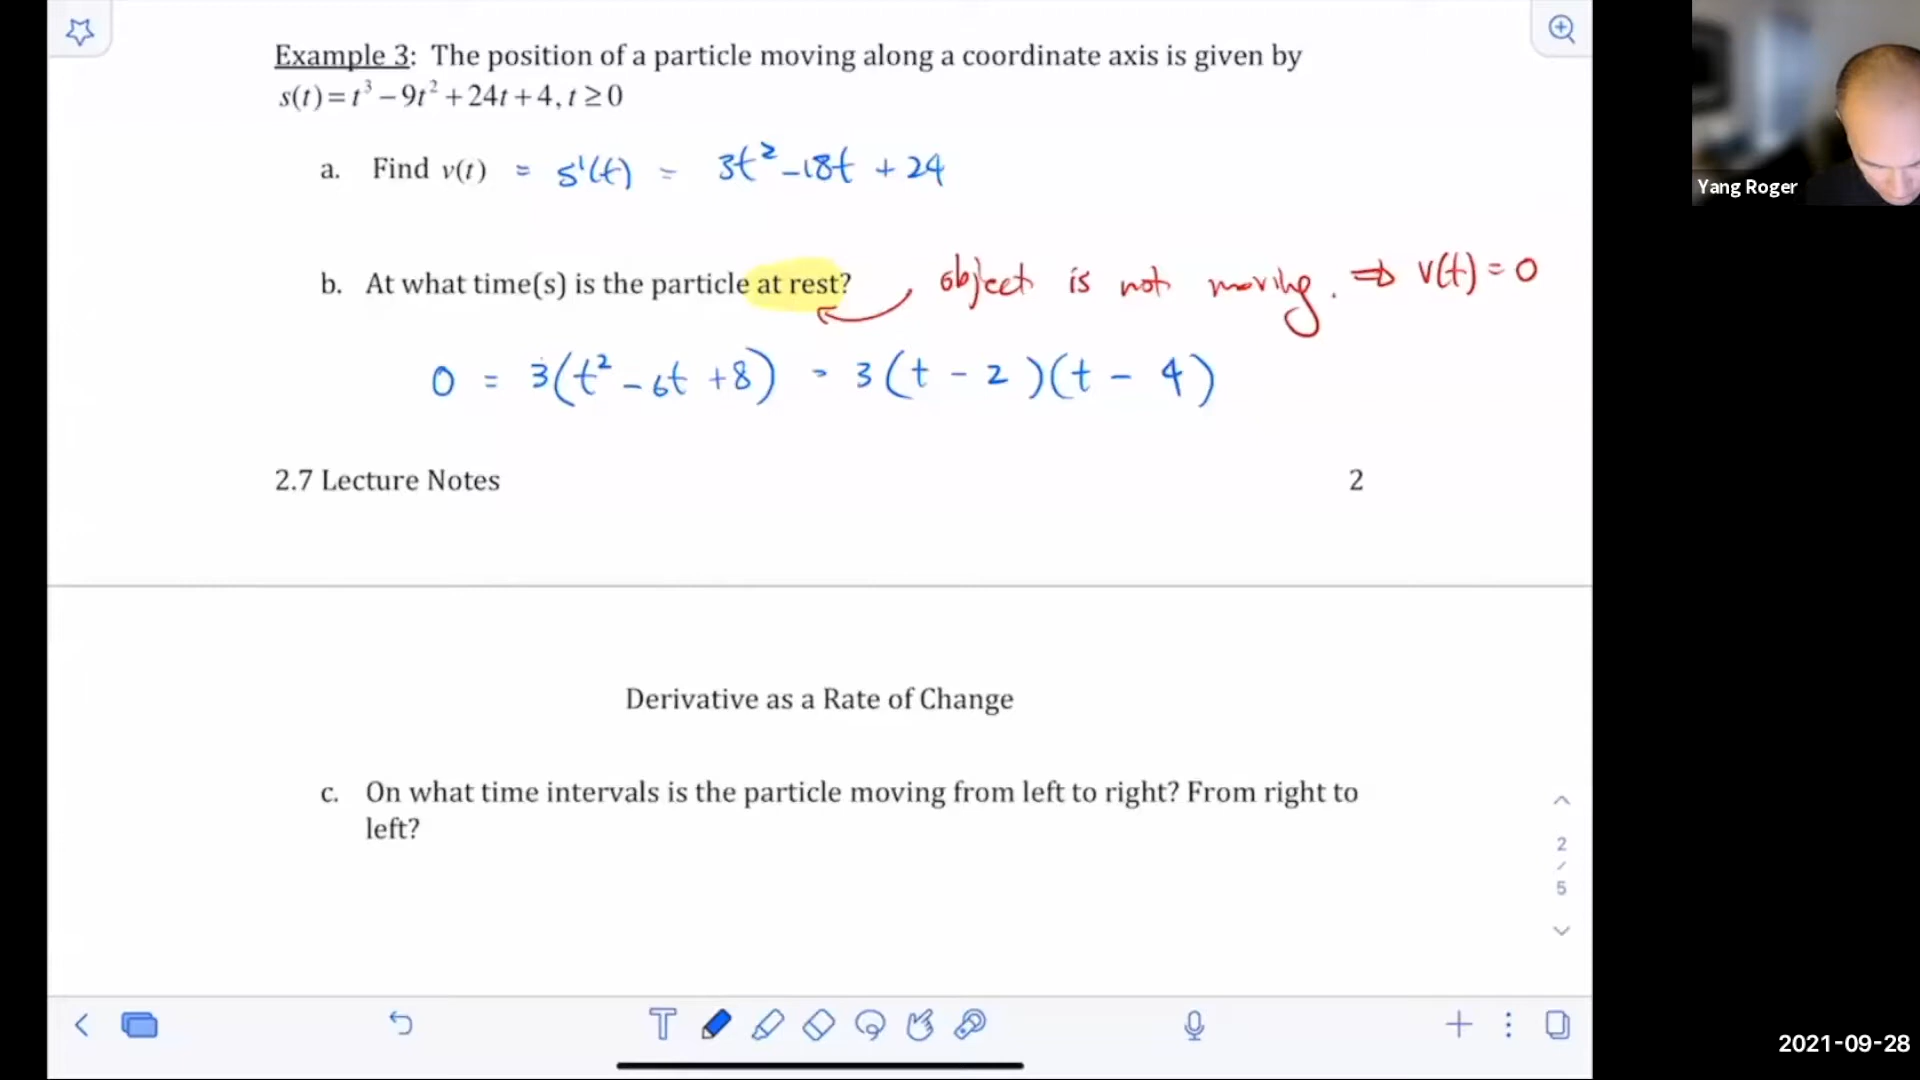 Example 3: The position of a particle moving along a coordinate axis is given by
s(t)=t³−9t²+24t+4, t≥0
a. Find v(t) = s'(t) = 3t²-18t+24
b. At what time(s) is the particle at rest? object is not moving. ⇒ v(t)=0
0 = 3(t²-6t+8) = 3(t-2)(t-4)
2.7 Lecture Notes 2
Derivative as a Rate of Change
c. On what time intervals is the particle moving from left to right? From right to
left?
2
/
5
T
Yang Roger
2021-09-28